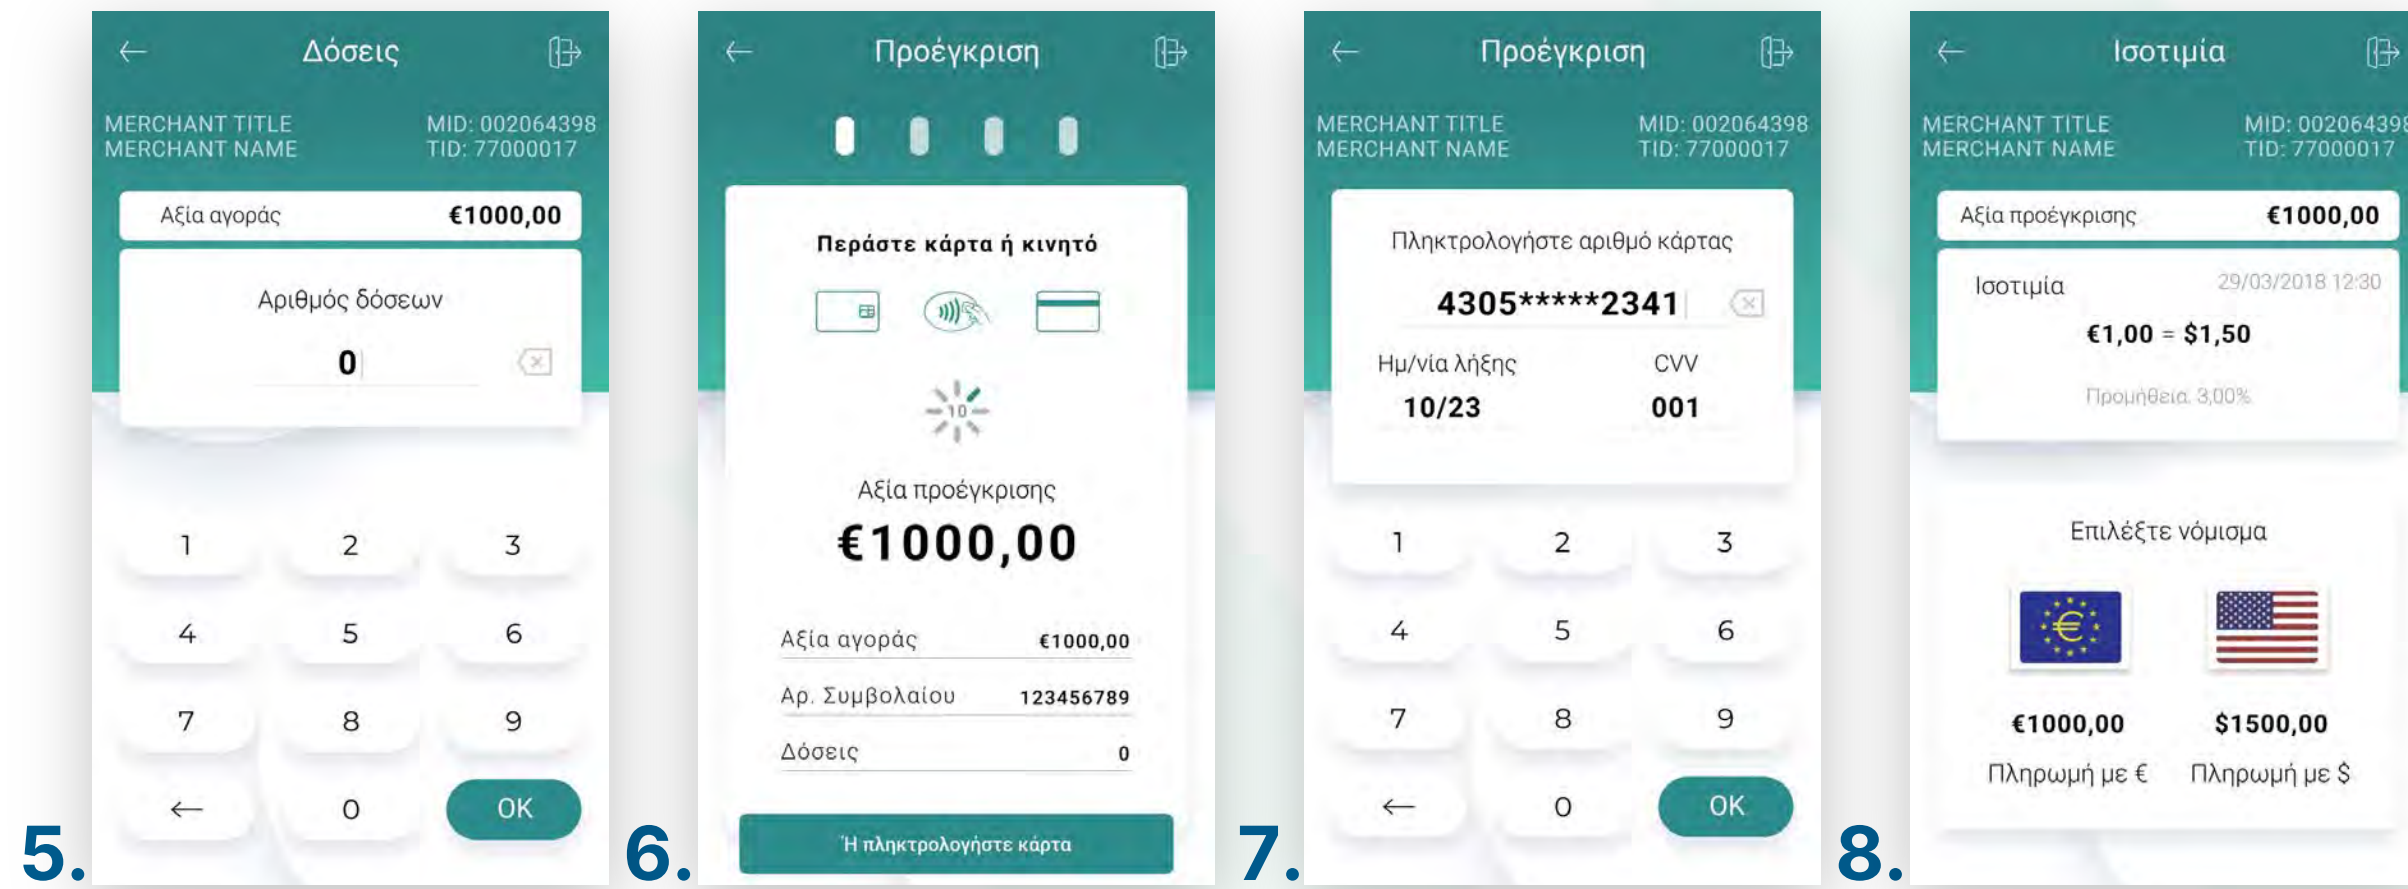 Δόσεις
MERCHANT TITLE MID: 002064398
MERCHANT NAME TID: 77000017
Αξία αγοράς €1000,00
Αριθμός δόσεων
0
1 2 3
4 5 6
7 8 9
0 OK
5.
Προέγκριση
Περάστε κάρτα ή κινητό
10
Αξία προέγκρισης
€1000,00
Αξία αγοράς €1000,00
Αρ. Συμβολαίου 123456789
Δόσεις 0
Ή πληκτρολογήστε κάρτα
6.
Προέγκριση
MERCHANT TITLE MID: 002064398
MERCHANT NAME TID: 77000017
Πληκτρολογήστε αριθμό κάρτας
4305*****2341
Ημ/νία λήξης CVV
10/23 001
1 2 3
4 5 6
7 8 9
0 OK
7.
Ισοτιμία
MERCHANT TITLE MID: 002064398
MERCHANT NAME TID: 77000017
Αξία προέγκρισης €1000,00
Ισοτιμία 29/03/2018 12:30
€1,00 = $1,50
Προμήθεια: 3,00%
Επιλέξτε νόμισμα
€
€1000,00 $1500,00
Πληρωμή με € Πληρωμή με $
8.